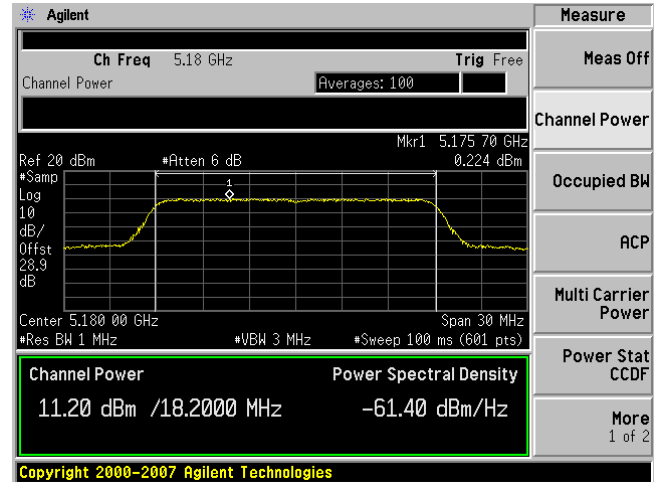 Agilent
Measure
Ch Freq 5.18 GHz Trig Free
Meas Off
Channel Power Averages: 100
Channel Power
Mkr1 5.175 70 GHz
Ref 20 dBm #Atten 6 dB 0.224 dBm
#Samp
Log
10
dB/
Offst
28.9
dB
1
Occupied BW
ACP
Multi Carrier
Power
Center 5.180 00 GHz Span 30 MHz
#Res BW 1 MHz #VBW 3 MHz #Sweep 100 ms (601 pts)
Power Stat
CCDF
Channel Power Power Spectral Density
11.20 dBm /18.2000 MHz -61.40 dBm/Hz
More
1 of 2
Copyright 2000-2007 Agilent Technologies